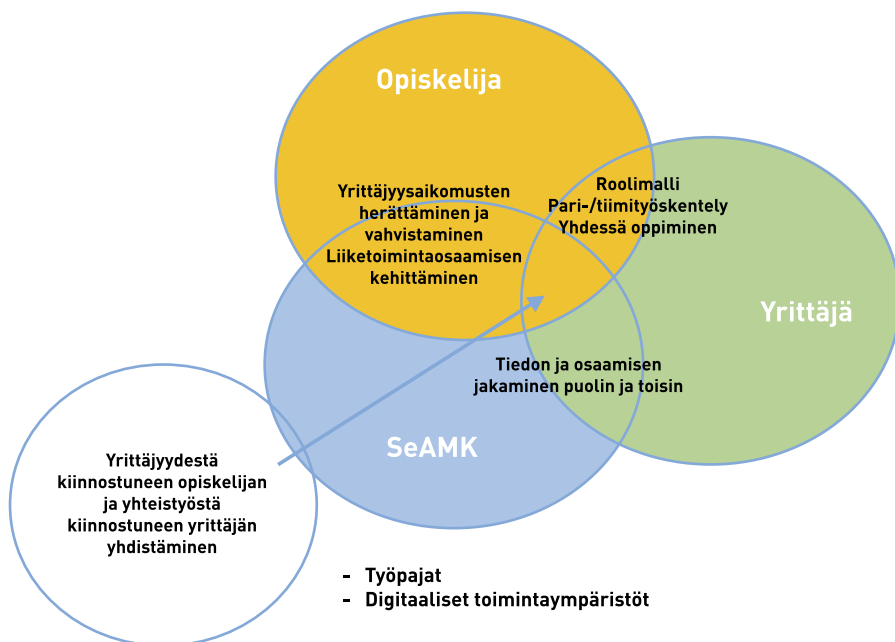 Opiskelija
Yrittäjyysaikomusten
herättäminen ja
vahvistaminen
Liiketoimintaosaamisen
kehittäminen
Roolimalli
Pari-/tiimityöskentely
Yhdessä oppiminen
Yrittäjä
Tiedon ja osaamisen
jakaminen puolin ja toisin
SeAMK
Yrittäjyydestä
kiinnostuneen opiskelijan
ja yhteistyöstä
kiinnostuneen yrittäjän
yhdistäminen
- Työpajat
- Digitaaliset toimintaympäristöt